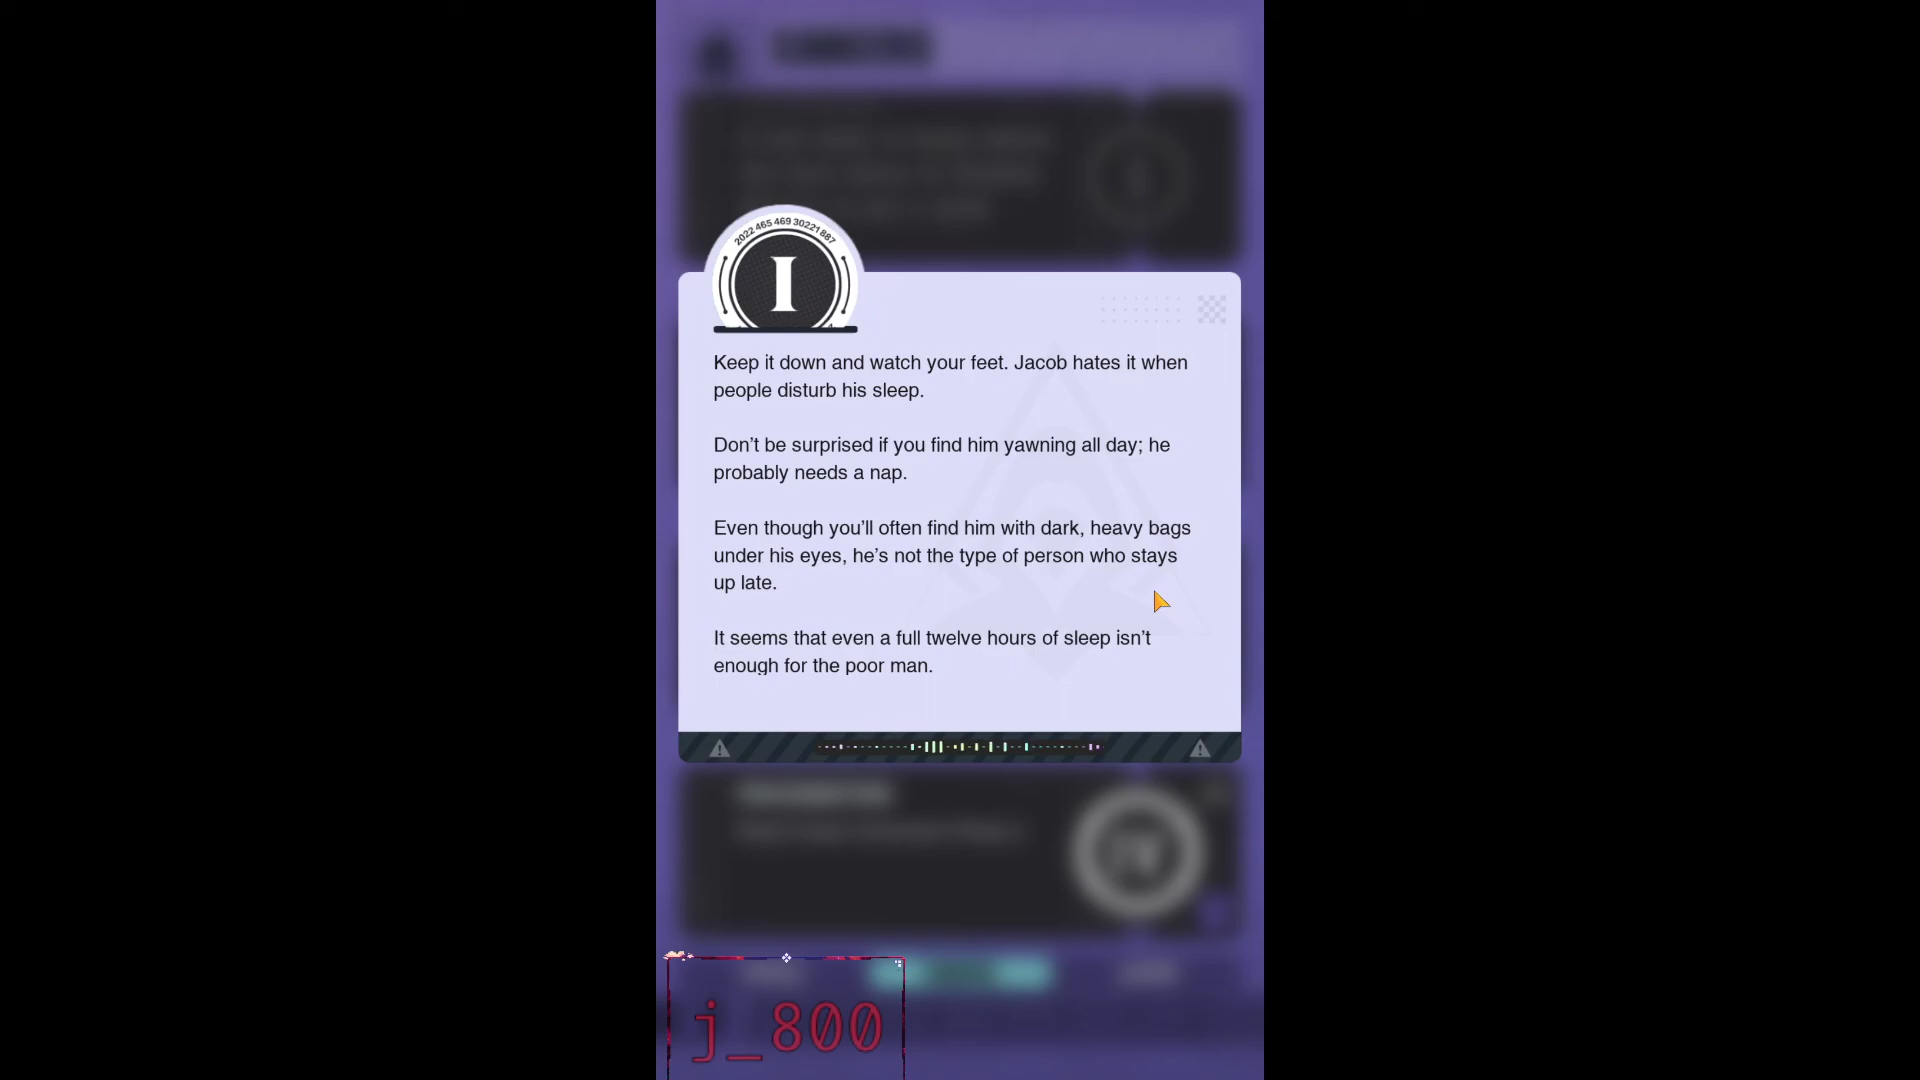 2022 465 469 30221887
I
Keep it down and watch your feet. Jacob hates it when
people disturb his sleep.
Don’t be surprised if you find him yawning all day; he
probably needs a nap.
Even though you’ll often find him with dark, heavy bags
under his eyes, he’s not the type of person who stays
up late.
It seems that even a full twelve hours of sleep isn’t
enough for the poor man.
j_800